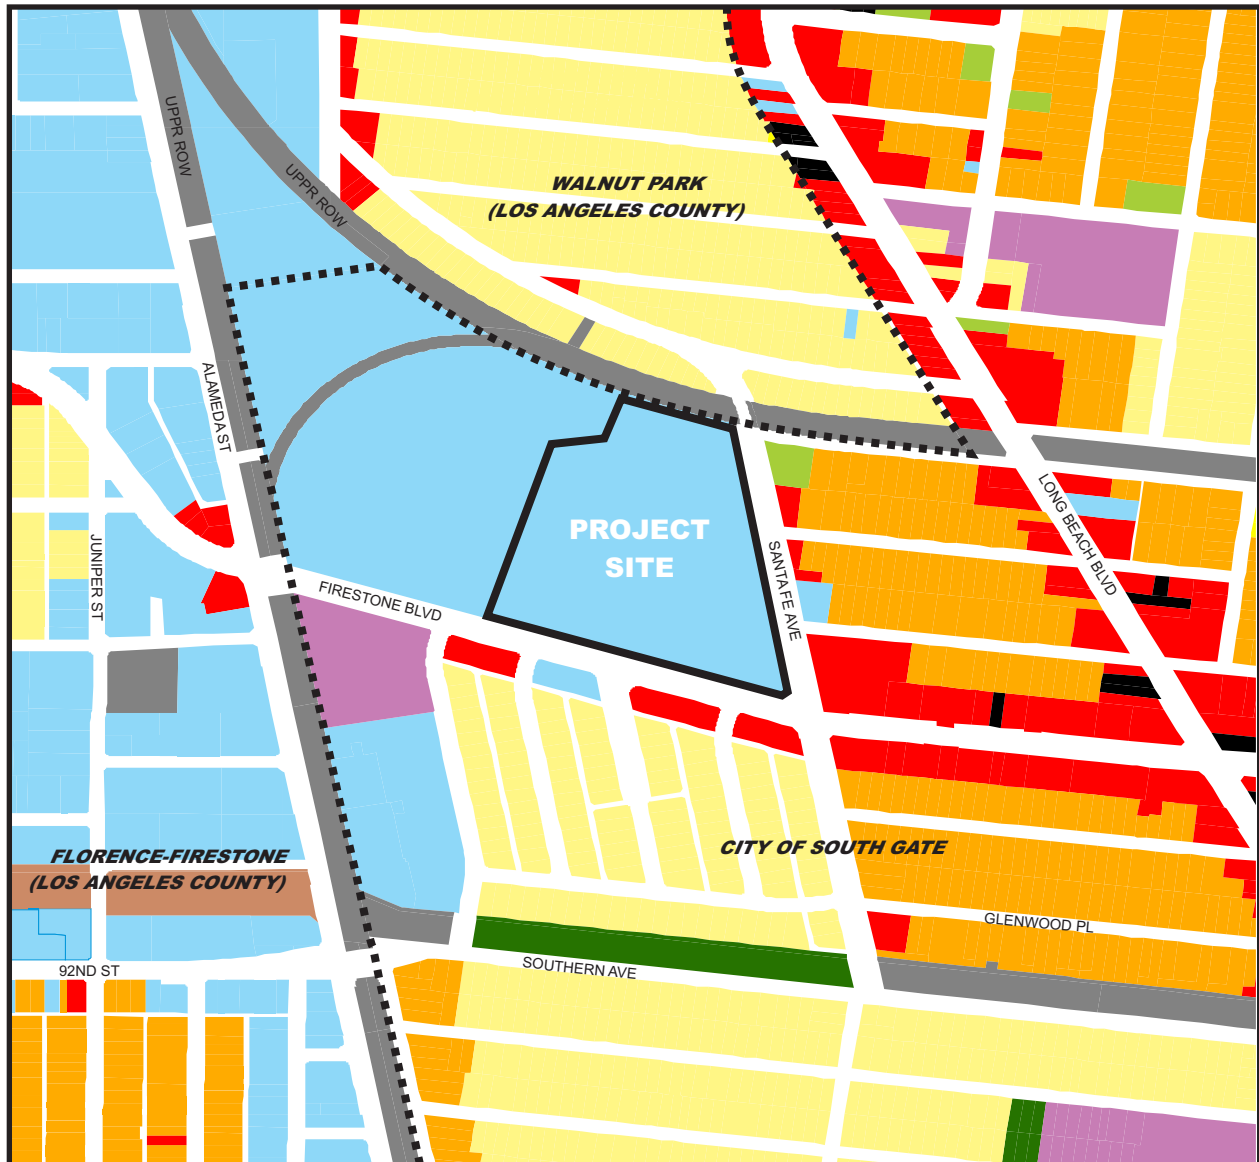 UPPR ROW
UPPR ROW
WALNUT PARK
(LOS ANGELES COUNTY)
ALAMEDA ST
PROJECT
SITE
LONG BEACH BLVD
JUNIPER ST
SANTA FE AVE
FIRESTONE BLVD
CITY OF SOUTH GATE
FLORENCE-FIRESTONE
(LOS ANGELES COUNTY)
GLENWOOD PL
SOUTHERN AVE
92ND ST